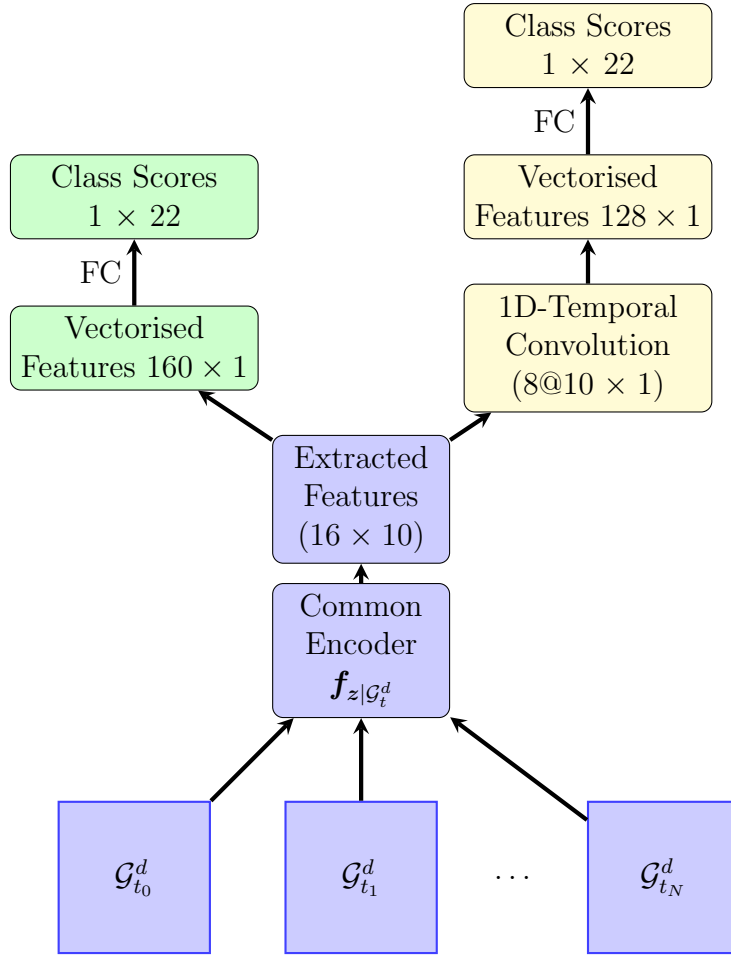 Class Scores
1 × 22
FC
Class Scores
1 × 22
Vectorised
Features 128 × 1
FC
Vectorised
Features 160 × 1
1D-Temporal
Convolution
(8@10 × 1)
Extracted
Features
(16 × 10)
Common
Encoder
𝒇_{𝒛|𝒢_t^d}
𝒢_{t_0}^d 𝒢_{t_1}^d ... 𝒢_{t_N}^d